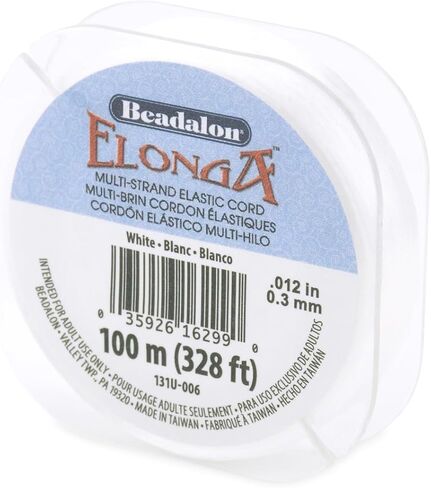 Beadalon®
ELONGA™
MULTI-STRAND ELASTIC CORD
MULTI-BRIN CORDON ÉLASTIQUES
CORDÓN ELÁSTICO MULTI-HILO
White • Blanc • Blanco
.012 in
0.3 mm
0 35926 16299 0
100 m (328 ft)
131U-006
INTENDED FOR ADULT USE ONLY • POUR USAGE ADULTE SEULEMENT • PARA USO EXCLUSIVO DE ADULTOS
BEADALON • VALLEY TWP., PA 19320 • MADE IN TAIWAN • FABRIQUÉ À TAIWAN • HECHO EN TAIWÁN